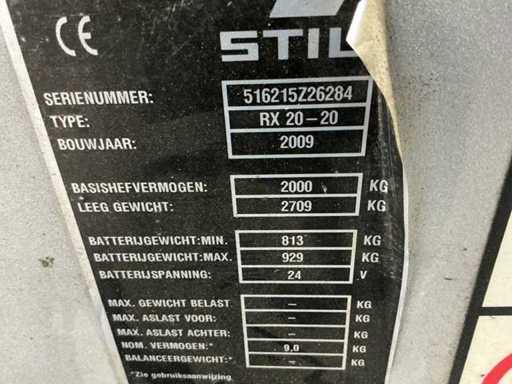 CE
STIL
SERIENUMMER: 516215Z26284
TYPE: RX 20-20
BOUWJAAR: 2009
BASISHEFVERMOGEN: 2000 KG
LEEG GEWICHT: 2709 KG
BATTERIJGEWICHT:MIN. 813 KG
BATTERIJGEWICHT:MAX. 929 KG
BATTERIJSPANNING: 24 V
MAX. GEWICHT BELAST - KG
MAX. ASLAST VOOR: - KG
MAX. ASLAST ACHTER: - KG
NOM. VERMOGEN:* 9,0 KG
BALANCEERGEWICHT:* - KG
*Zie gebruiksaanwijzing